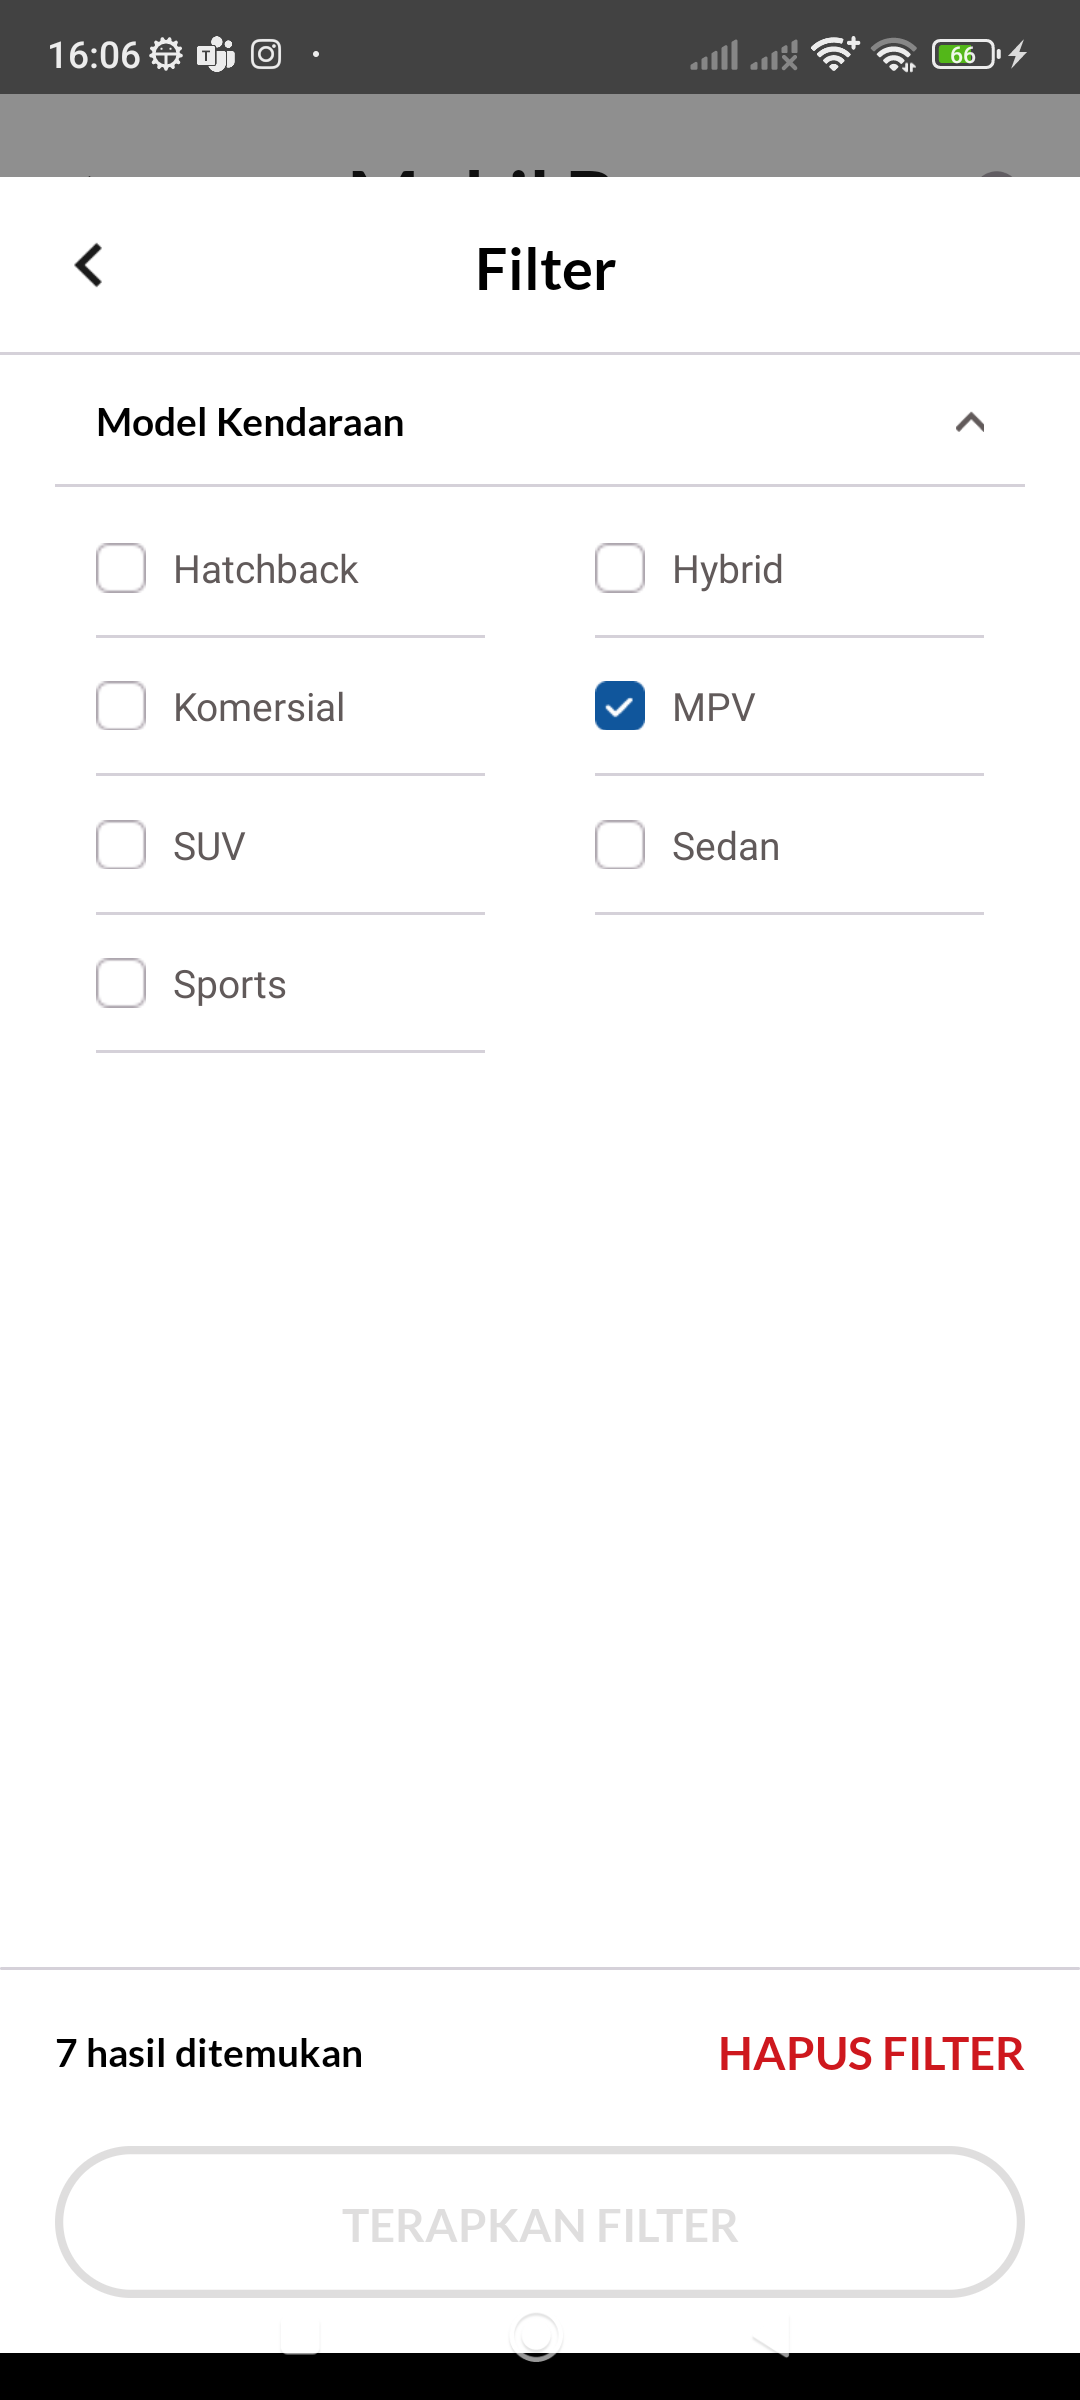 16:06
66
Filter
Model Kendaraan
Hatchback
Hybrid
Komersial
MPV
SUV
Sedan
Sports
7 hasil ditemukan
HAPUS FILTER
TERAPKAN FILTER